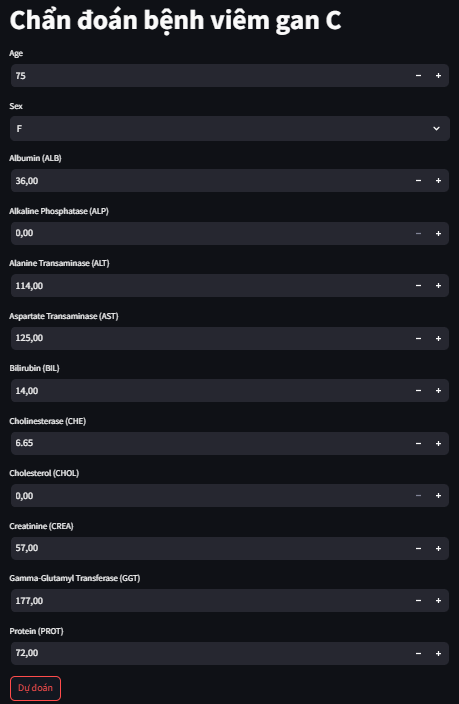 Chẩn đoán bệnh viêm gan C
Age
75
Sex
F
Albumin (ALB)
36,00
Alkaline Phosphatase (ALP)
0,00
Alanine Transaminase (ALT)
114,00
Aspartate Transaminase (AST)
125,00
Bilirubin (BIL)
14,00
Cholinesterase (CHE)
6.65
Cholesterol (CHOL)
0,00
Creatinine (CREA)
57,00
Gamma-Glutamyl Transferase (GGT)
177,00
Protein (PROT)
72,00
Dự đoán